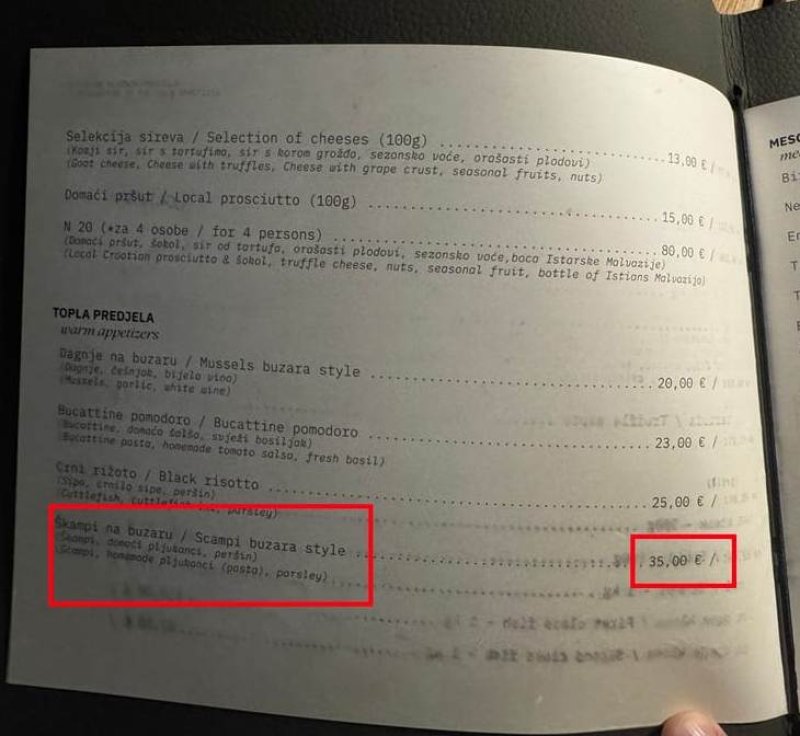 Selekcija sireva / Selection of cheeses (100g) ........................ 13,00 € /
(Kozji sir, sir s tartufima, sir s korom grožđa, sezonsko voće, orašasti plodovi)
(Goat cheese, Cheese with truffles, Cheese with grape crust, seasonal fruits, nuts)
Domaći pršut / Local prosciutto (100g) ........................ 15,00 € /
N 20 (*za 4 osobe / for 4 persons) ........................ 80,00 € /
(Domaći pršut, šokol, sir od tartufa, orašasti plodovi, sezonsko voće,boca Istarske Malvazije)
(Local Croatian prosciutto & šokol, truffle cheese, nuts, seasonal fruit, bottle of Istians Malvazija)
TOPLA PREDJELA
warm appetizers
Dagnje na buzaru / Mussels buzara style ........................ 20,00 € /
(Dagnje, češnjak, bijelo vino)
(Mussels, garlic, white wine)
Bucattine pomodoro / Bucattine pomodoro ........................ 23,00 € /
(Bucattine, domaća šalša, svježi bosiljak)
(Bucattine pasta, homemade tomato salsa, fresh basil)
Crni rižoto / Black risotto ........................ 25,00 € /
(Sipa, crnilo sipe, peršin)
(Cuttlefish, Cuttlefish parsley)
Škampi na buzaru / Scampi buzara style ........................ 35,00 € /
(Škampi, domaći pljukanci, peršin)
(Scampi, homemade pljukanci (pasta), parsley)